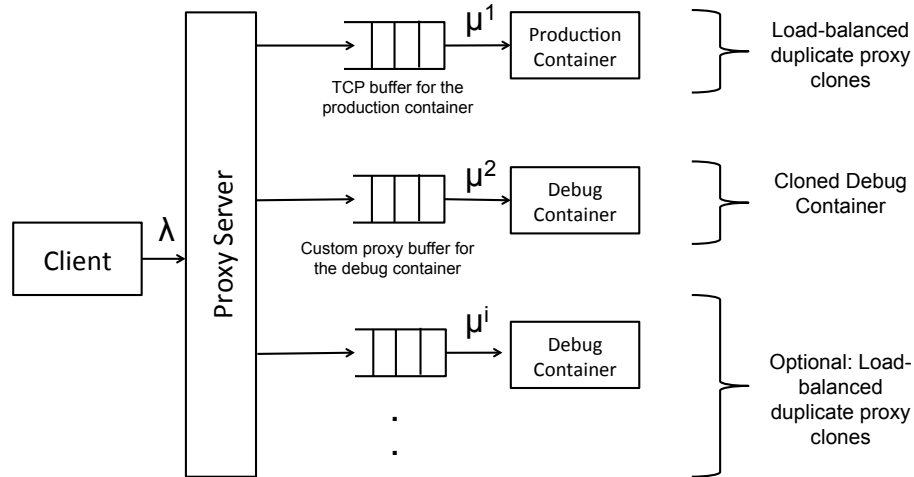 μ¹
Production
Container
TCP buffer for the
production container
Load-balanced
duplicate proxy
clones
Proxy Server
Client
λ
μ²
Debug
Container
Custom proxy buffer for
the debug container
Cloned Debug
Container
μⁱ
Debug
Container
Optional: Load-
balanced
duplicate proxy
clones